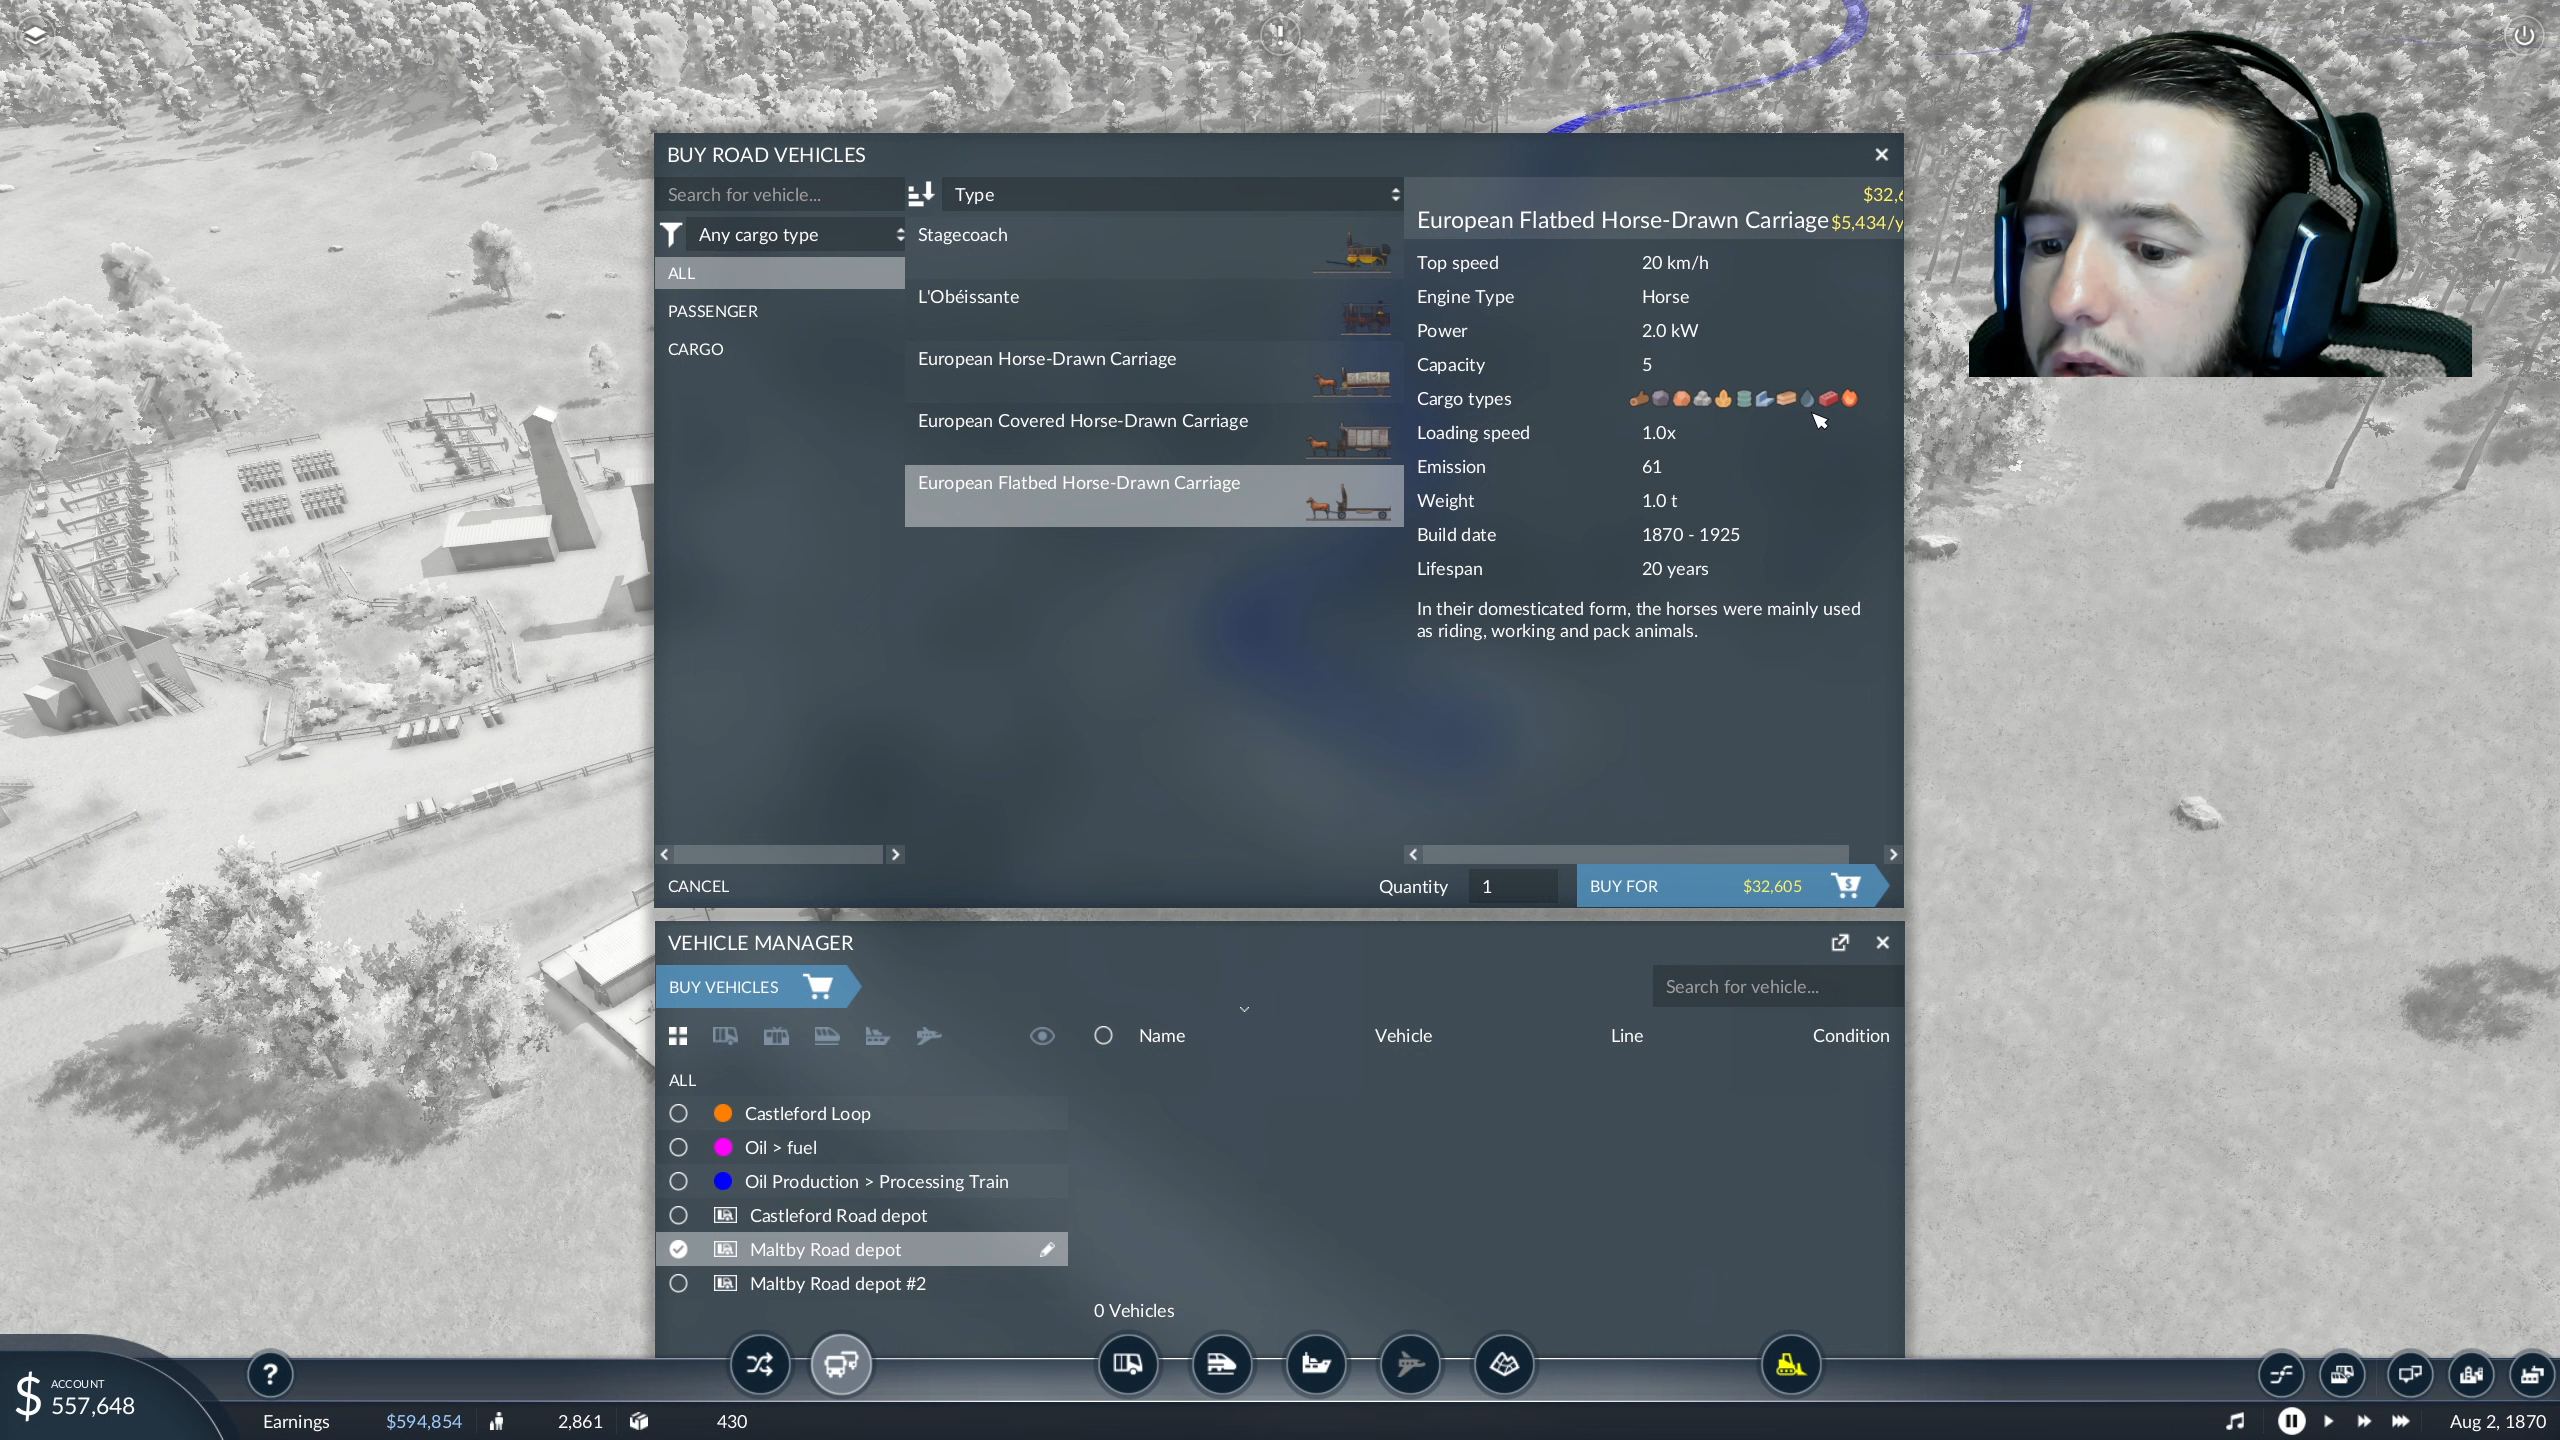 BUY ROAD VEHICLES
Search for vehicle...
Type
Any cargo type
ALL
PASSENGER
CARGO
Stagecoach
L'Obéissante
European Horse-Drawn Carriage
European Covered Horse-Drawn Carriage
European Flatbed Horse-Drawn Carriage
$32,6
European Flatbed Horse-Drawn Carriage $5,434/y
Top speed 20 km/h
Engine Type Horse
Power 2.0 kW
Capacity 5
Cargo types
Loading speed 1.0x
Emission 61
Weight 1.0 t
Build date 1870 - 1925
Lifespan 20 years
In their domesticated form, the horses were mainly used
as riding, working and pack animals.
CANCEL
Quantity 1
BUY FOR $32,605
VEHICLE MANAGER
BUY VEHICLES
Search for vehicle...
Name Vehicle Line Condition
ALL
Castleford Loop
Oil > fuel
Oil Production > Processing Train
Castleford Road depot
Maltby Road depot
Maltby Road depot #2
0 Vehicles
?
$ ACCOUNT
557,648
Earnings $594,854 2,861 430
Aug 2, 1870